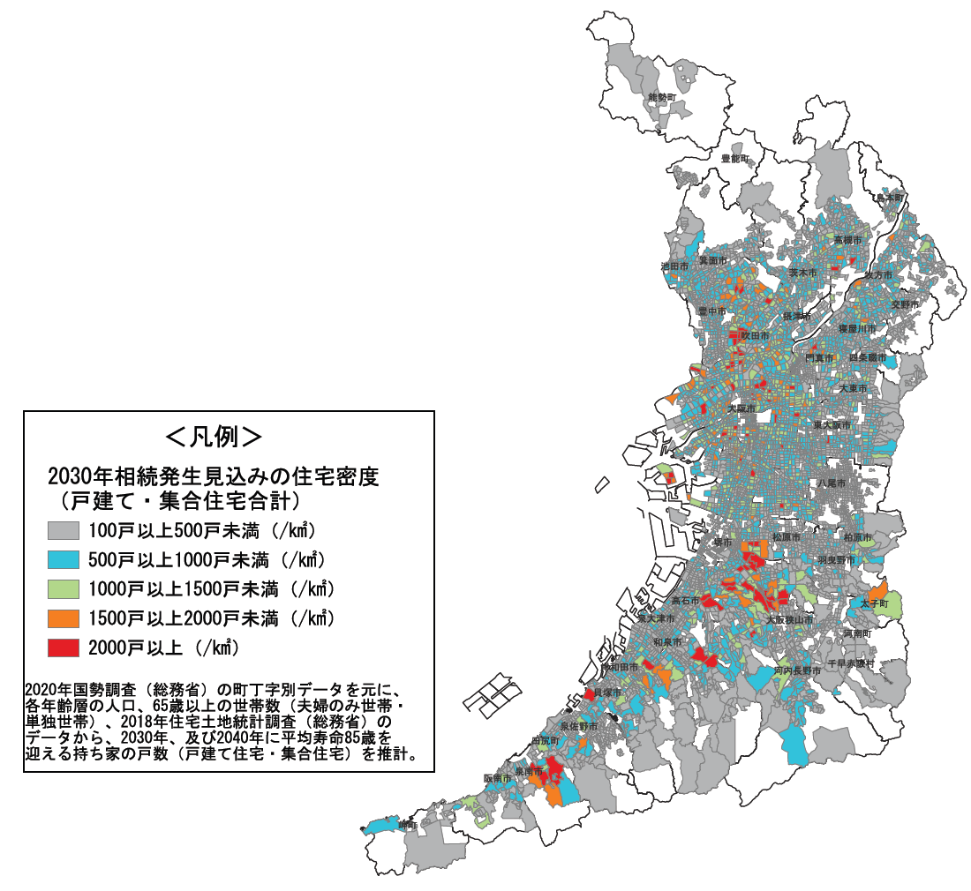 能勢町
豊能町
島本町
高槻市
池田市
箕面市
茨木市
枚方市
交野市
豊中市
摂津市
吹田市
寝屋川市
門真市
四条畷市
大東市
大阪市
東大阪市
八尾市
堺市
松原市
柏原市
羽曳野市
太子町
高石市
泉大津市
大阪狭山市
河南町
和泉市
千早赤阪村
岸和田市
河内長野市
貝塚市
泉佐野市
田尻町
泉南市
阪南市
岬町
＜凡例＞
2030年相続発生見込みの住宅密度
（戸建て・集合住宅合計）
100戸以上500戸未満（/k㎡）
500戸以上1000戸未満（/k㎡）
1000戸以上1500戸未満（/k㎡）
1500戸以上2000戸未満（/k㎡）
2000戸以上（/k㎡）
2020年国勢調査（総務省）の町丁字別データを元に、
各年齢層の人口、65歳以上の世帯数（夫婦のみ世帯・
単独世帯）、2018年住宅土地統計調査（総務省）の
データから、2030年、及び2040年に平均寿命85歳を
迎える持ち家の戸数（戸建て住宅・集合住宅）を推計。